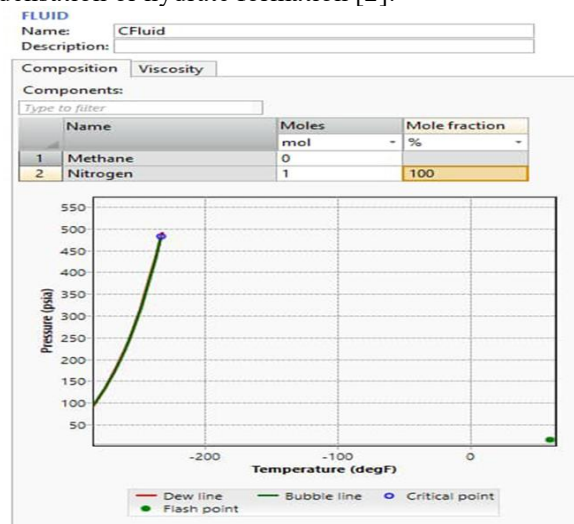 FLUID
Name: CFluid
Description:
Composition Viscosity
Components:
Type to filter
Name Moles Mole fraction
mol %
1 Methane 0
2 Nitrogen 1 100
550
500
450
400
350
300
250
200
150
100
50
Pressure (psia)
-200 -100 0
Temperature (degF)
Dew line Bubble line Critical point
Flash point